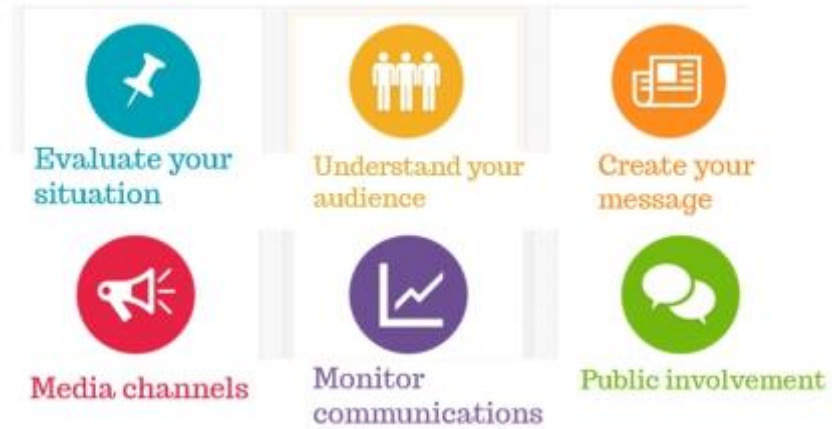 Evaluate your
situation
Understand your
audience
Create your
message
Media channels
Monitor
communications
Public involvement